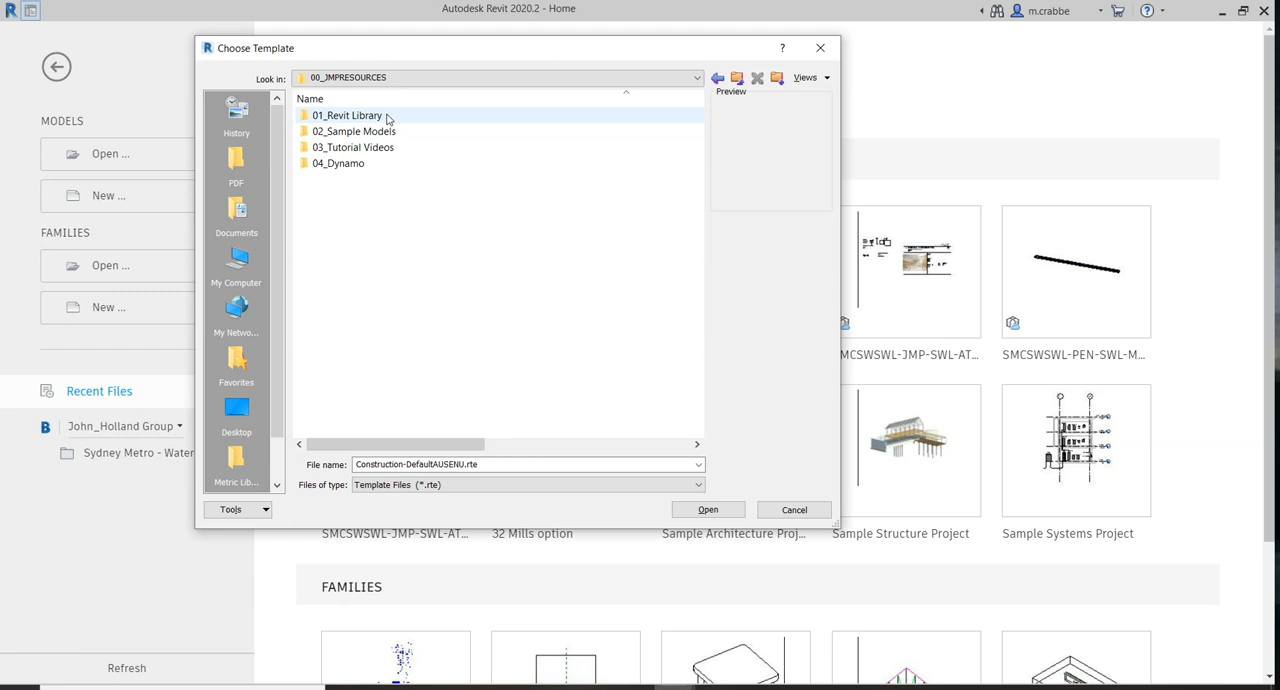 Autodesk Revit 2020.2 - Home
m.crabbe
Choose Template
Look in:
00_JMPRESOURCES
Views
Name
Preview
01_Revit Library
02_Sample Models
03_Tutorial Videos
04_Dynamo
History
PDF
Documents
My Computer
My Netwo...
Favorites
Desktop
Metric Lib...
File name:
Construction-DefaultAUSENU.rte
Files of type:
Template Files (*.rte)
Tools
Open
Cancel
MODELS
Open ...
New ...
FAMILIES
Open ...
New ...
Recent Files
John_Holland Group
Sydney Metro - Water
Refresh
MCSWSWL-JMP-SWL-AT...
SMCSWSWL-PEN-SWL-M...
SMCSWSWL-JMP-SWL-AT...
32 Mills option
Sample Architecture Proj...
Sample Structure Project
Sample Systems Project
FAMILIES